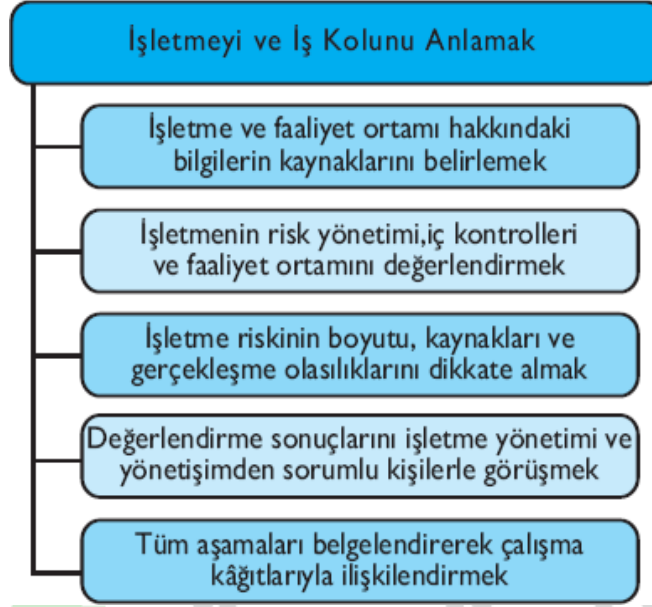 İşletmeyi ve İş Kolunu Anlamak
İşletme ve faaliyet ortamı hakkındaki
bilgilerin kaynaklarını belirlemek
İşletmenin risk yönetimi,iç kontrolleri
ve faaliyet ortamını değerlendirmek
İşletme riskinin boyutu, kaynakları ve
gerçekleşme olasılıklarını dikkate almak
Değerlendirme sonuçlarını işletme yönetimi ve
yönetişimden sorumlu kişilerle görüşmek
Tüm aşamaları belgelendirerek çalışma
kâğıtlarıyla ilişkilendirmek